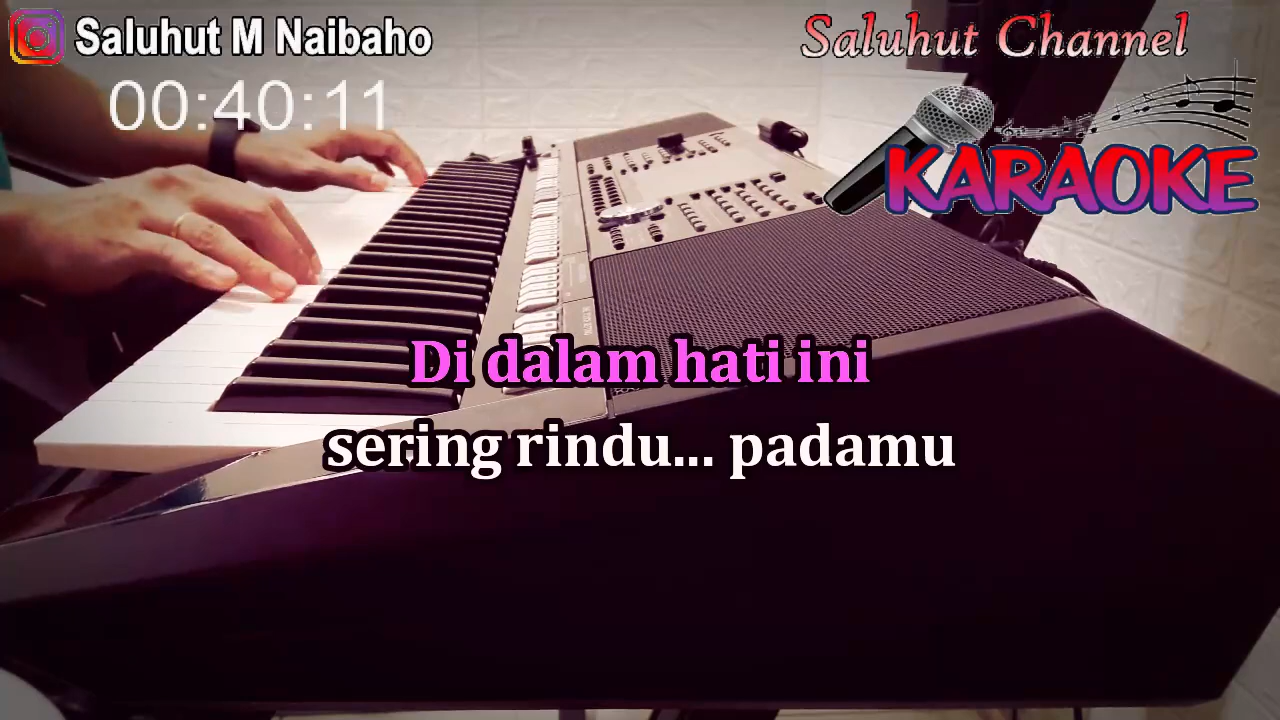 Saluhut M Naibaho
Saluhut Channel
00:40:11
KARAOKE
Di dalam hati ini
sering rindu... padamu